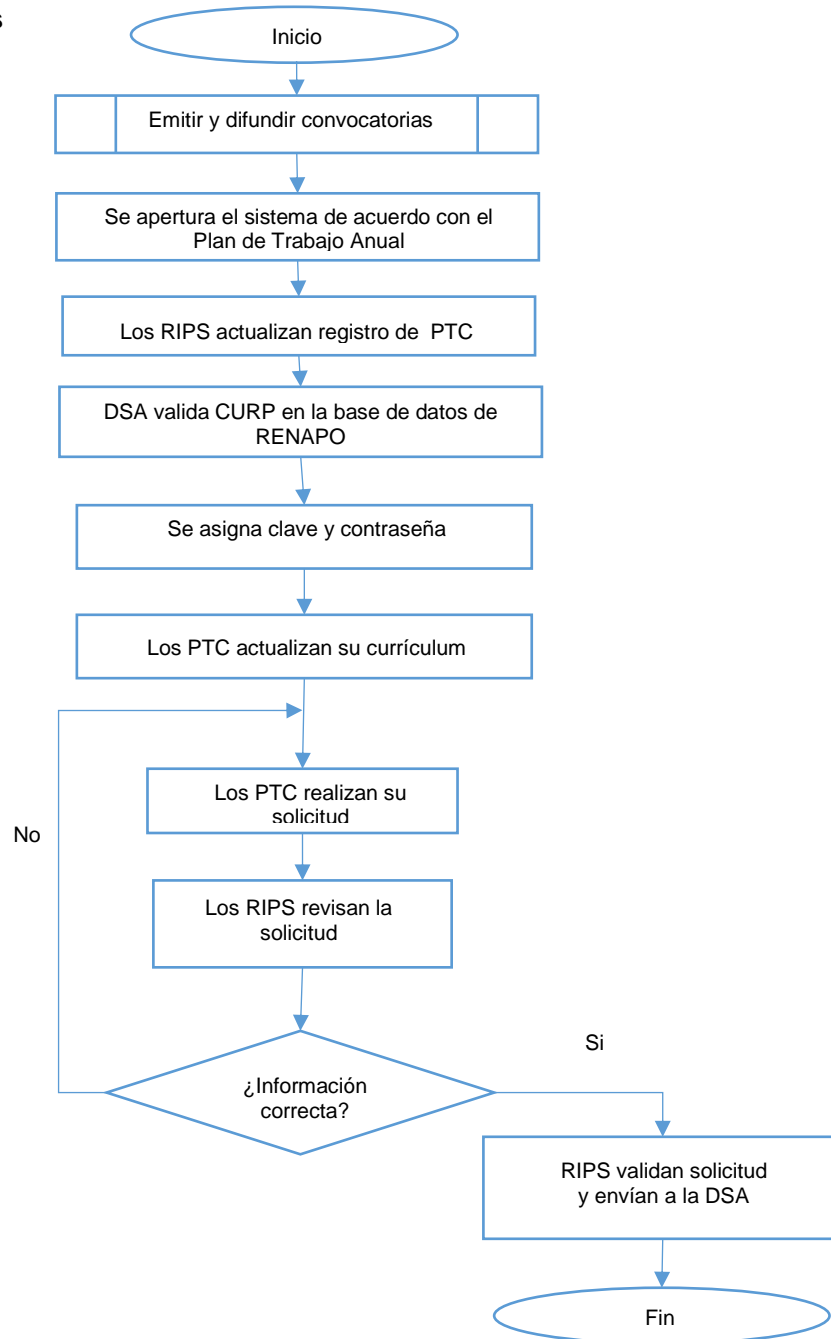 s
Inicio
Emitir y difundir convocatorias
Se apertura el sistema de acuerdo con el
Plan de Trabajo Anual
Los RIPS actualizan registro de PTC
DSA valida CURP en la base de datos de
RENAPO
Se asigna clave y contraseña
Los PTC actualizan su currículum
Los PTC realizan su
solicitud
No
Los RIPS revisan la
solicitud
Si
¿Información
correcta?
RIPS validan solicitud
y envían a la DSA
Fin